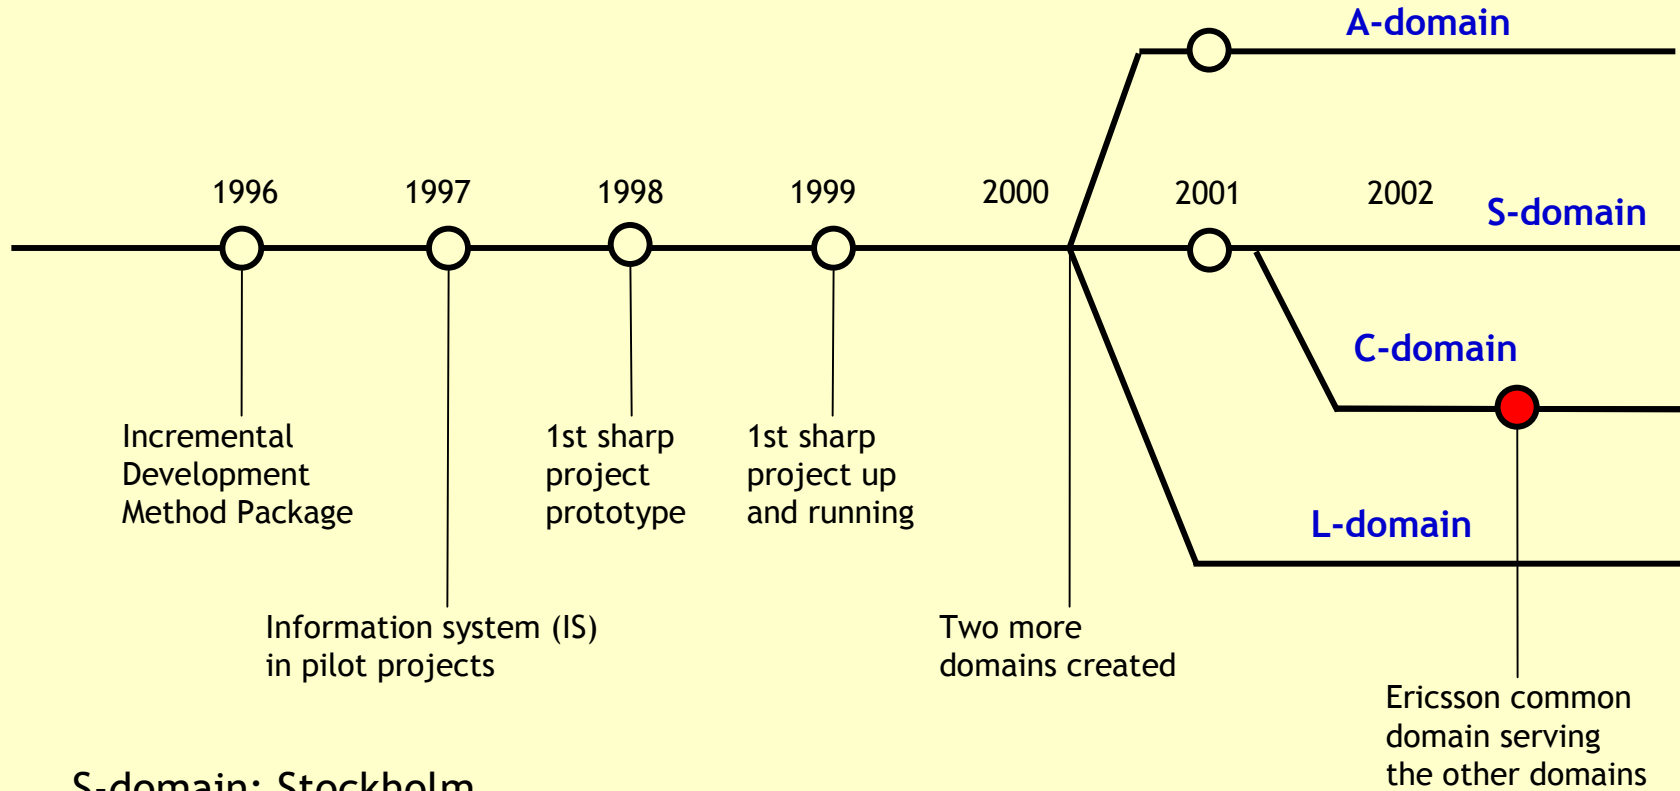 A-domain
1996
1997
1998
1999
2000
2001
2002
S-domain
C-domain
Incremental
Development
Method Package
1st sharp
project
prototype
1st sharp
project up
and running
L-domain
Information system (IS)
in pilot projects
Two more
domains created
Ericsson common
domain serving
the other domains
S-domain: Stockholm